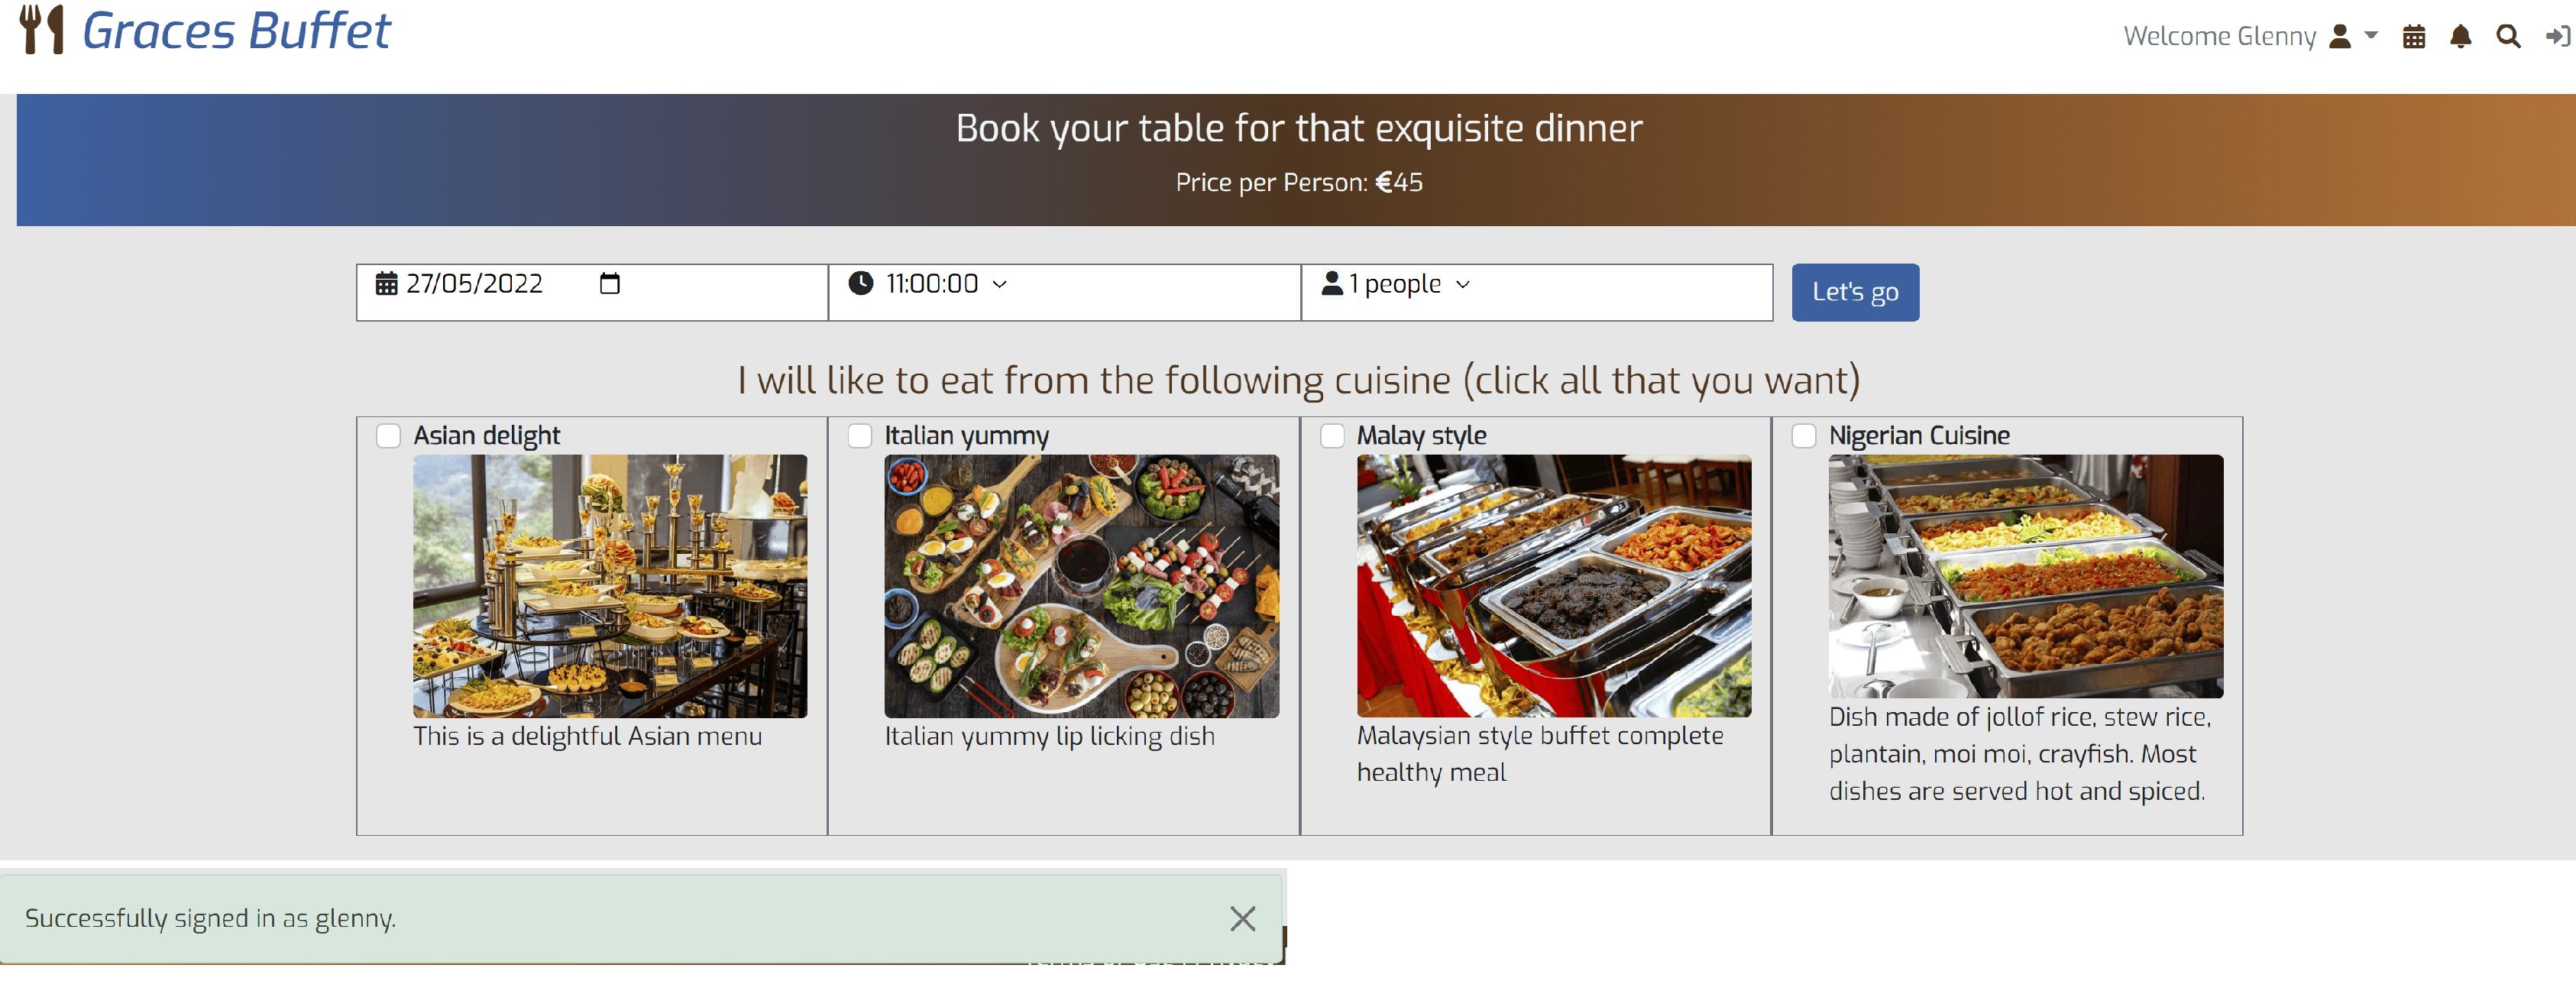 Graces Buffet
Welcome Glenny
Book your table for that exquisite dinner
Price per Person: €45
27/05/2022
11:00:00
1 people
Let's go
I will like to eat from the following cuisine (click all that you want)
Asian delight
This is a delightful Asian menu
Italian yummy
Italian yummy lip licking dish
Malay style
Malaysian style buffet complete
healthy meal
Nigerian Cuisine
Dish made of jollof rice, stew rice,
plantain, moi moi, crayfish. Most
dishes are served hot and spiced.
Successfully signed in as glenny.